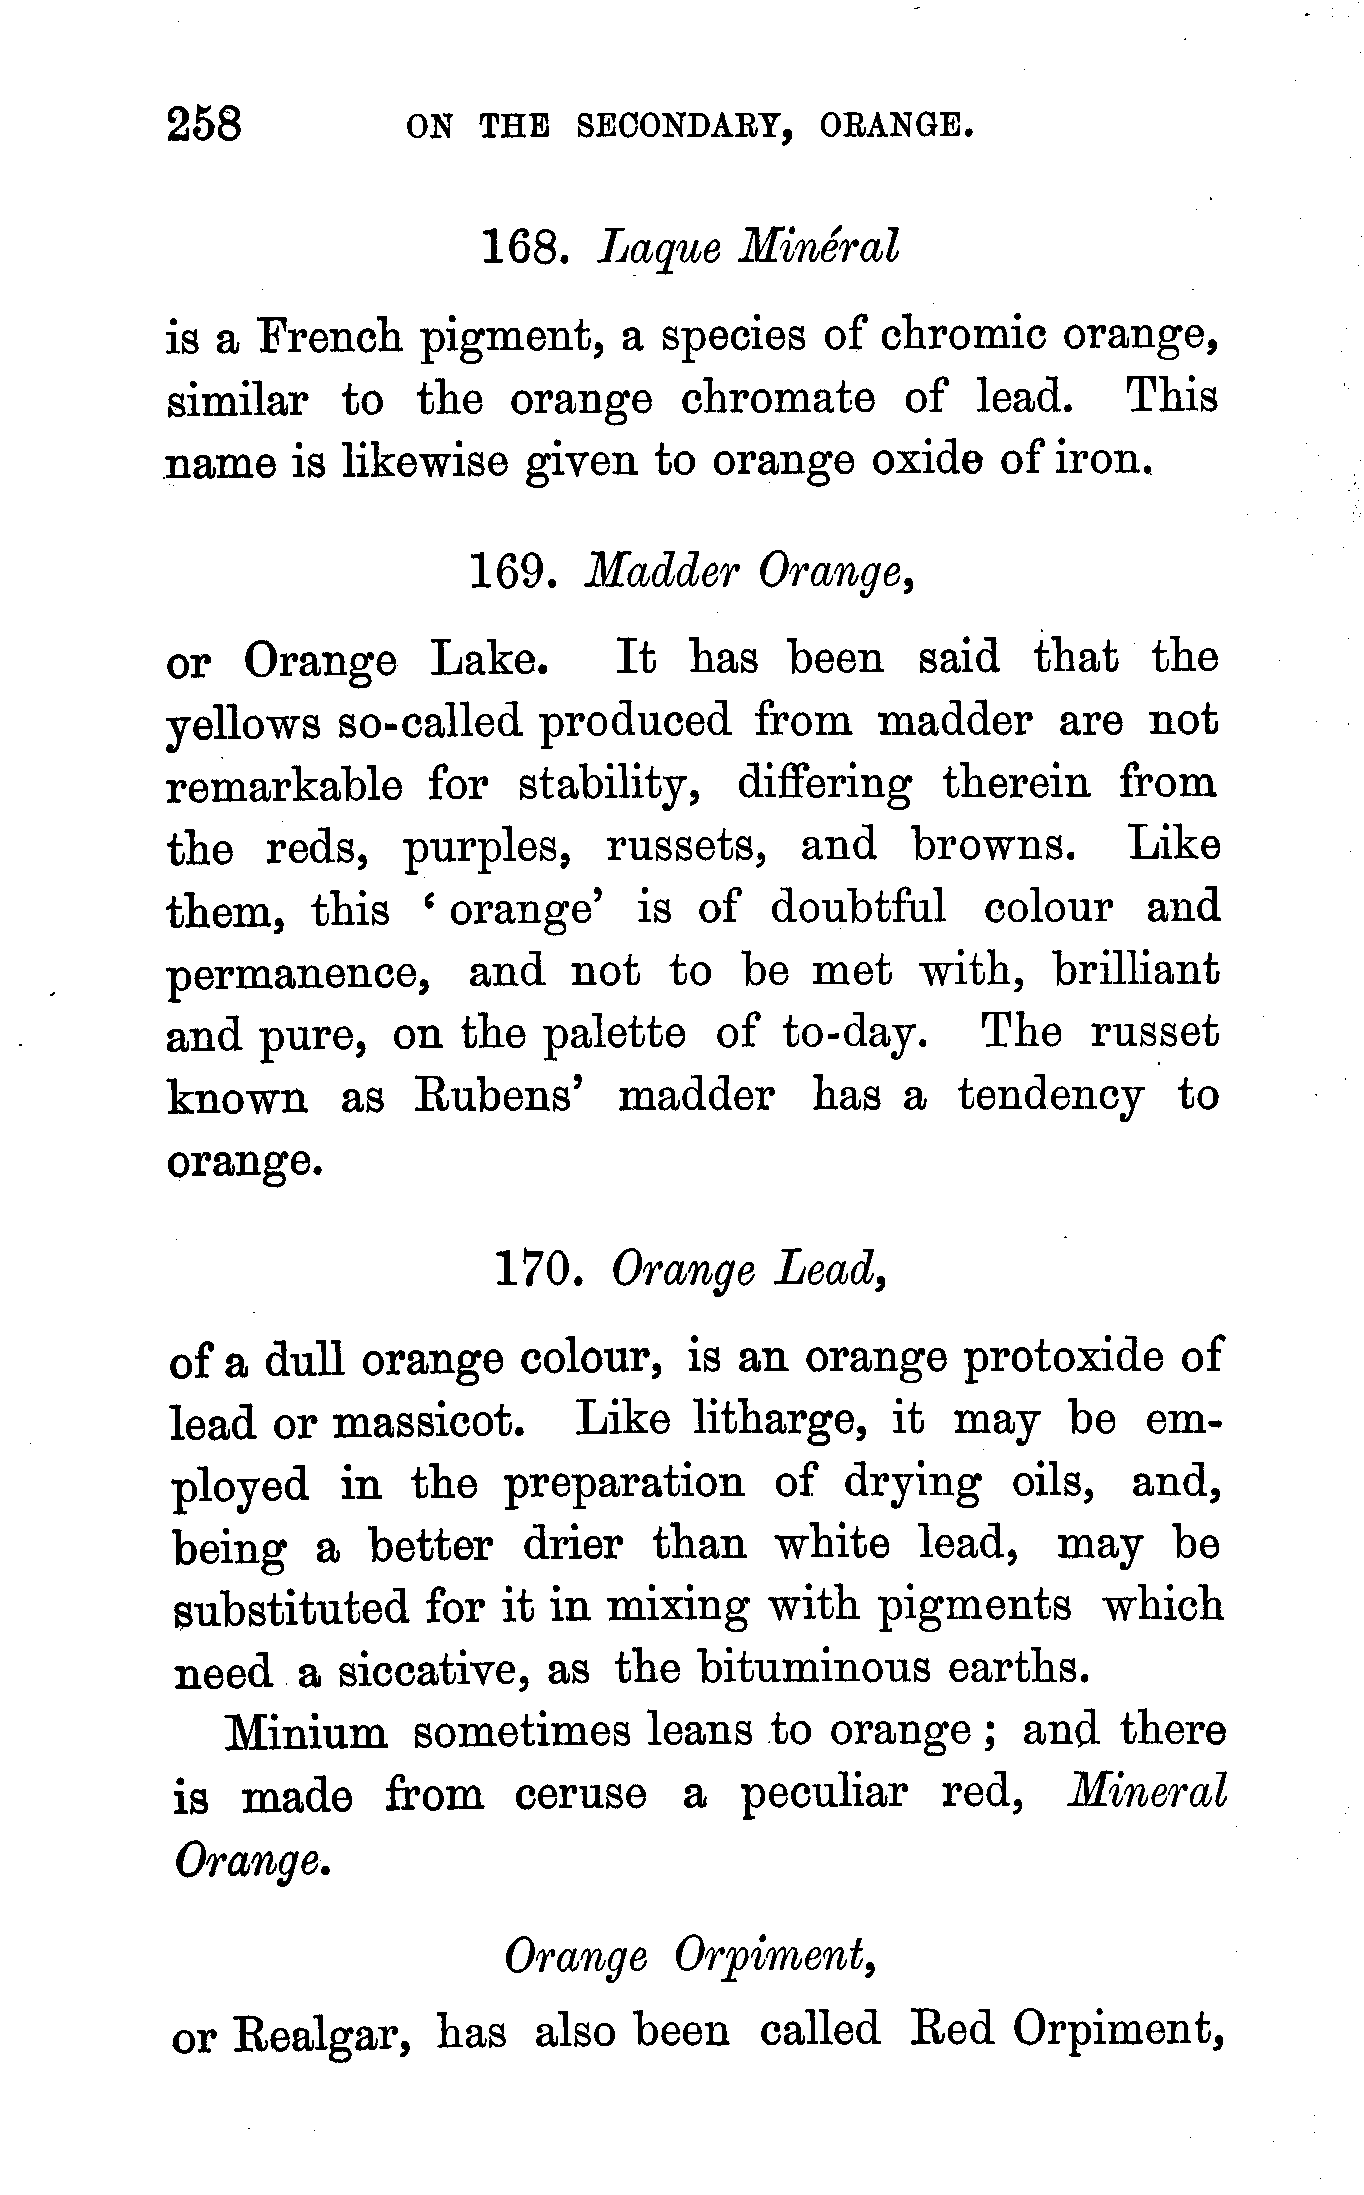 258 ON THE SECONDARY, ORANGE.
168. Laque Minéral
is a French pigment, a species of chromic orange,
similar to the orange chromate of lead. This
name is likewise given to orange oxide of iron.
169. Madder Orange,
or Orange Lake. It has been said that the
yellows so-called produced from madder are not
remarkable for stability, differing therein from
the reds, purples, russets, and browns. Like
them, this ‘orange’ is of doubtful colour and
permanence, and not to be met with, brilliant
and pure, on the palette of to-day. The russet
known as Rubens’ madder has a tendency to
orange.
170. Orange Lead,
of a dull orange colour, is an orange protoxide of
lead or massicot. Like litharge, it may be em-
ployed in the preparation of drying oils, and,
being a better drier than white lead, may be
substituted for it in mixing with pigments which
need a siccative, as the bituminous earths.
Minium sometimes leans to orange; and there
is made from ceruse a peculiar red, Mineral
Orange.
Orange Orpiment,
or Realgar, has also been called Red Orpiment,